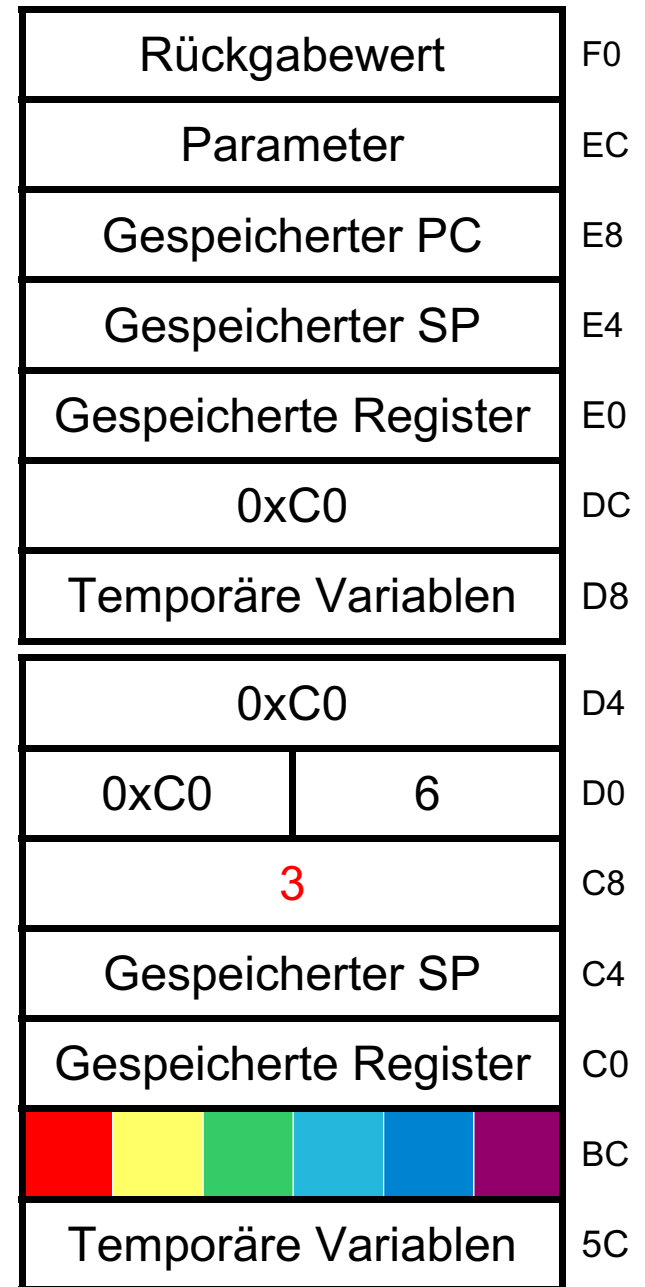 Rückgabewert F0
Parameter EC
Gespeicherter PC E8
Gespeicherter SP E4
Gespeicherte Register E0
0xC0 DC
Temporäre Variablen D8
0xC0 D4
0xC0 6 D0
3 C8
Gespeicherter SP C4
Gespeicherte Register C0
BC
Temporäre Variablen 5C